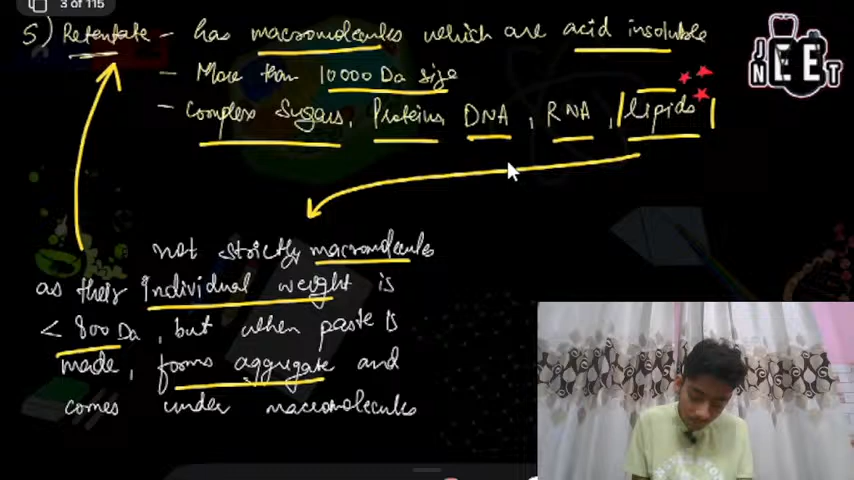 3 of 115
5) Retentate - has macromolecules which are acid insoluble
- More than 10000 Da size
- Complex Sugars, Proteins, DNA, RNA, lipids
not strictly macromolecules
as their individual weight is
< 800 Da, but when paste is
made, forms aggregate and
comes under macromolecules
JNEET